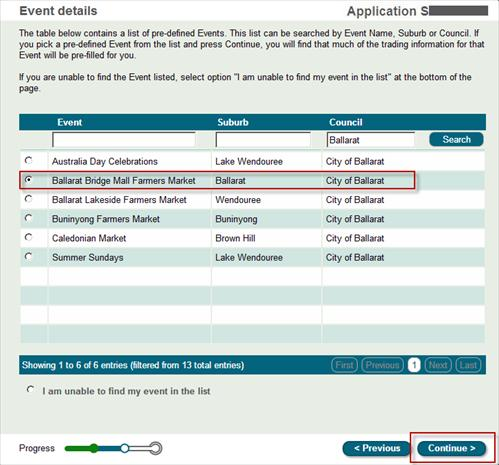 Event details
Application S
The table below contains a list of pre-defined Events. This list can be searched by Event Name, Suburb or Council. If
you pick a pre-defined Event from the list and press Continue, you will find that much of the trading information for that
Event will be pre-filled for you.
If you are unable to find the Event listed, select option "I am unable to find my event in the list" at the bottom of the
page.
Event Suburb Council
Ballarat Search
Australia Day Celebrations Lake Wendouree City of Ballarat
Ballarat Bridge Mall Farmers Market Ballarat City of Ballarat
Ballarat Lakeside Farmers Market Wendouree City of Ballarat
Buninyong Farmers Market Buninyong City of Ballarat
Caledonian Market Brown Hill City of Ballarat
Summer Sundays Lake Wendouree City of Ballarat
Showing 1 to 6 of 6 entries (filtered from 13 total entries) First Previous 1 Next Last
I am unable to find my event in the list
Progress < Previous Continue >